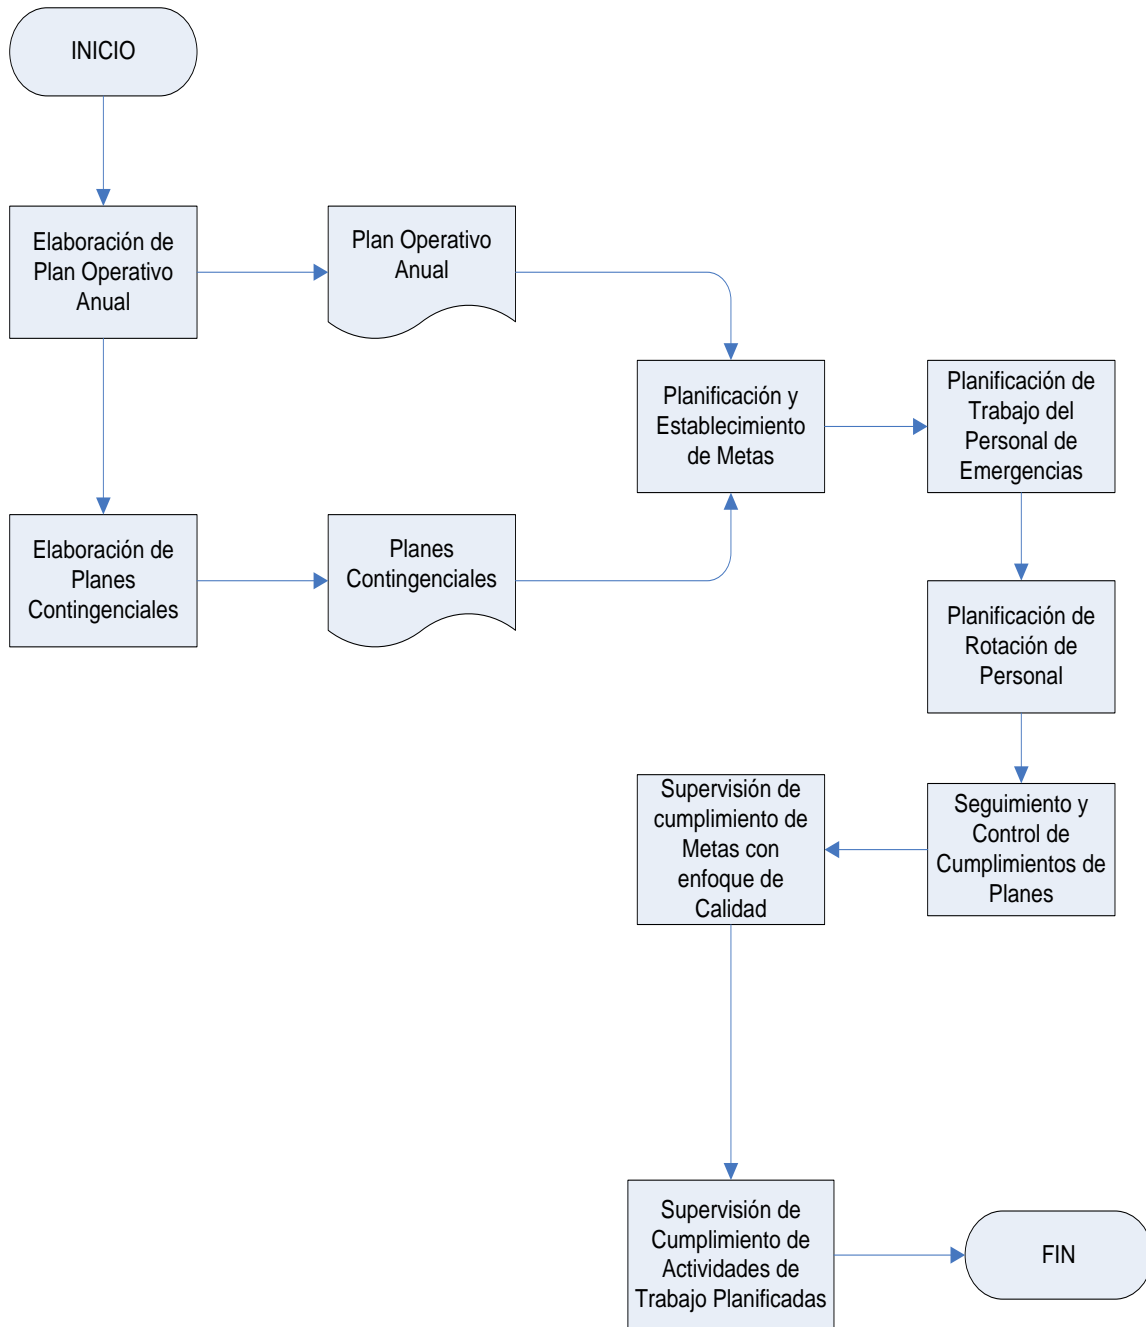 INICIO
Elaboración de
Plan Operativo
Anual
Plan Operativo
Anual
Planificación y
Establecimiento
de Metas
Planificación de
Trabajo del
Personal de
Emergencias
Elaboración de
Planes
Contingenciales
Planes
Contingenciales
Planificación de
Rotación de
Personal
Seguimiento y
Control de
Cumplimientos de
Planes
Supervisión de
cumplimiento de
Metas con
enfoque de
Calidad
Supervisión de
Cumplimiento de
Actividades de
Trabajo Planificadas
FIN